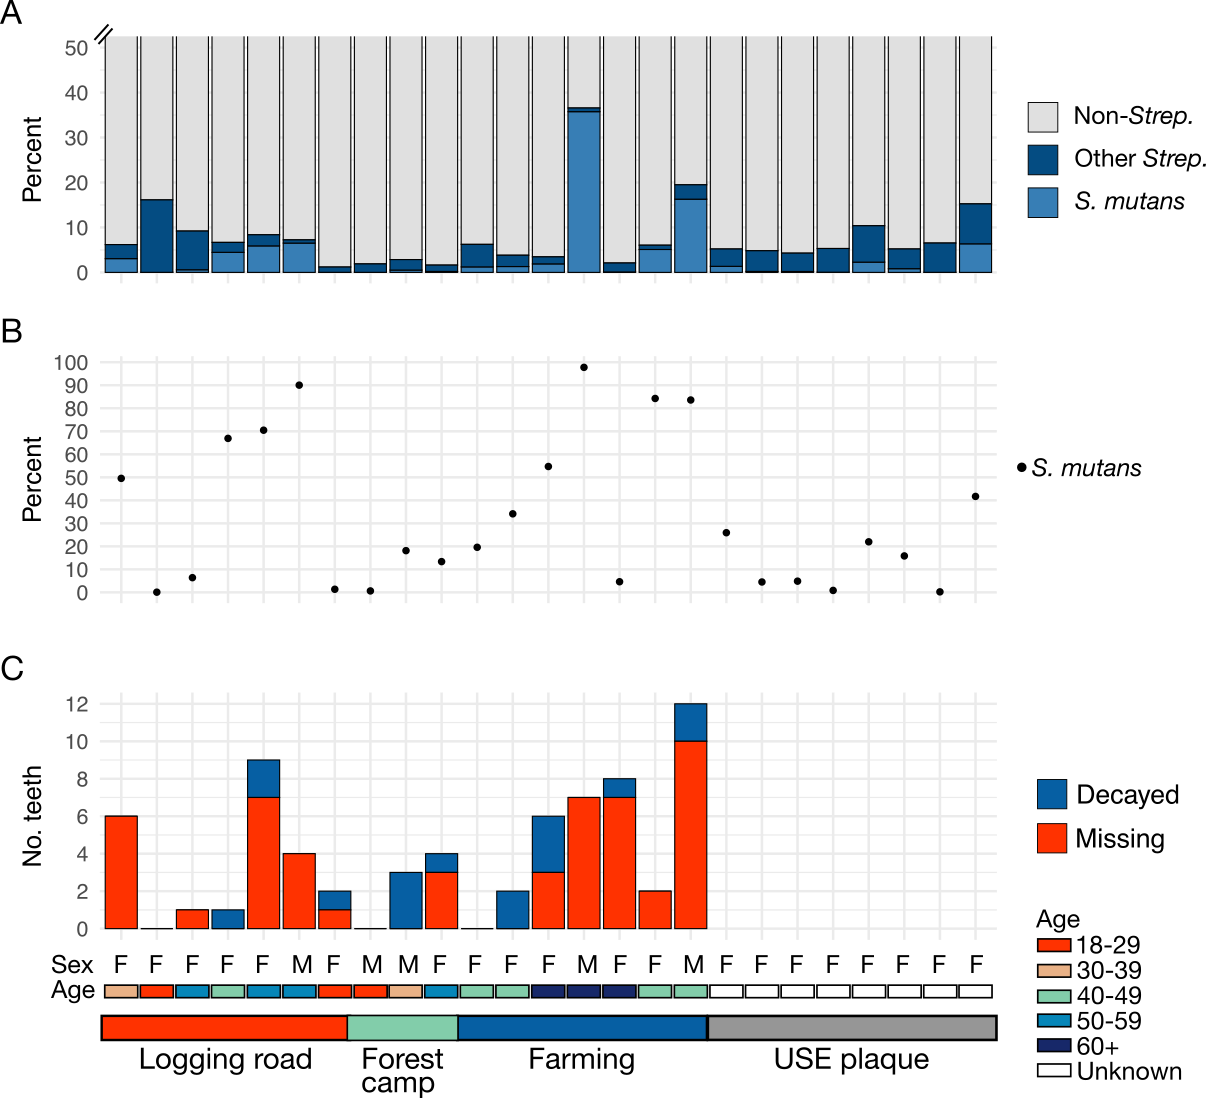 A
50
40
30
20
10
0
Percent
Non-Strep.
Other Strep.
S. mutans
B
100
90
80
70
60
50
40
30
20
10
0
Percent
S. mutans
C
12
10
8
6
4
2
0
No. teeth
Decayed
Missing
Sex F F F F F M F M M F F F F M F F M F F F F F F F F
Age
Logging road Forest camp Farming USE plaque
Age
18-29
30-39
40-49
50-59
60+
Unknown